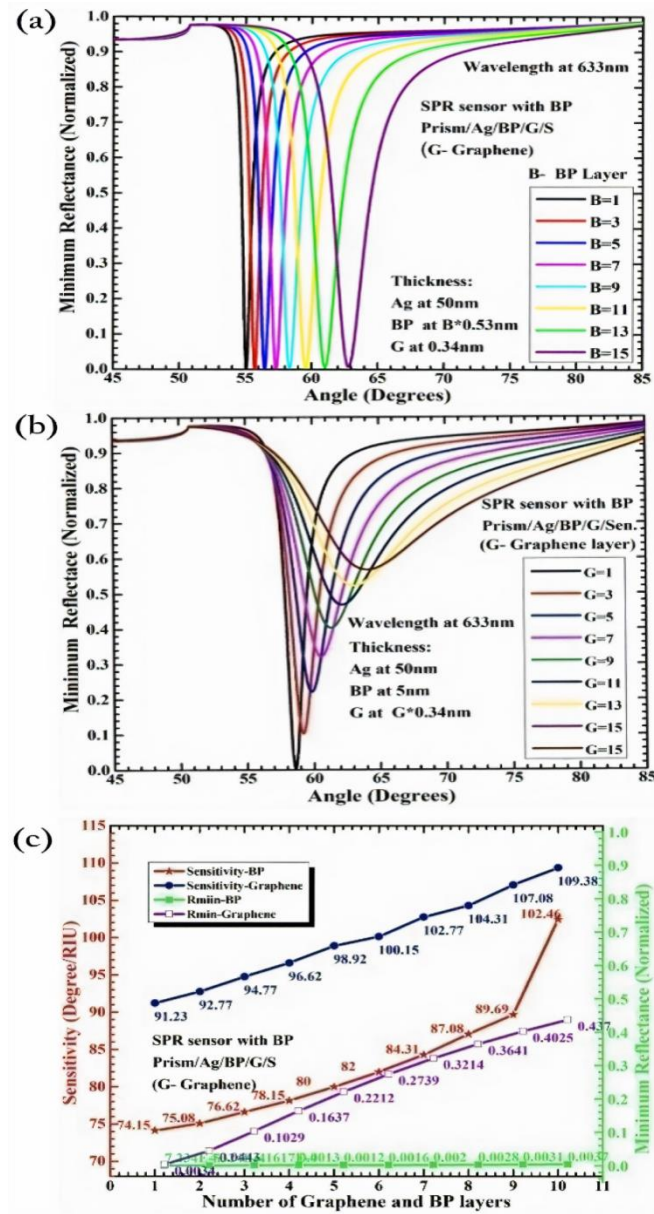 (a)
1.0
0.9
0.8
0.7
0.6
0.5
0.4
0.3
0.2
0.1
0.0
Minimum Reflectance (Normalized)
Wavelength at 633nm
SPR sensor with BP
Prism/Ag/BP/G/S
(G- Graphene)
B- BP Layer
B=1
B=3
B=5
B=7
B=9
B=11
B=13
B=15
Thickness:
Ag at 50nm
BP at B*0.53nm
G at 0.34nm
45 50 55 60 65 70 75 80 85
Angle (Degrees)
(b)
1.0
0.9
0.8
0.7
0.6
0.5
0.4
0.3
0.2
0.1
0.0
Minimum Reflectace (Normalized)
SPR sensor with BP
Prism/Ag/BP/G/Sen.
(G- Graphene layer)
G=1
G=3
G=5
G=7
G=9
G=11
G=13
G=15
G=15
Wavelength at 633nm
Thickness:
Ag at 50nm
BP at 5nm
G at G*0.34nm
45 50 55 60 65 70 75 80 85
Angle (Degrees)
(c)
115
110
105
100
95
90
85
80
75
70
Sensitivity (Degree/RIU)
Sensitivity-BP
Sensitivity-Graphene
Rmiin-BP
Rmin-Graphene
91.23
92.77
94.77
96.62
98.92
100.15
102.77
104.31
107.08
109.38
74.15
75.08
76.62
78.15
80
82
84.31
87.08
89.69
102.46
SPR sensor with BP
Prism/Ag/BP/G/S
(G- Graphene)
0.0034
0.0443
0.1029
0.1637
0.2212
0.2739
0.3214
0.3641
0.4025
0.437
0.0013 0.0012 0.0016 0.002 0.0028 0.0031 0.0037
1.0
0.9
0.8
0.7
0.6
0.5
0.4
0.3
0.2
0.1
0.0
Minimum Reflectance (Normalized)
0 1 2 3 4 5 6 7 8 9 10 11
Number of Graphene and BP layers